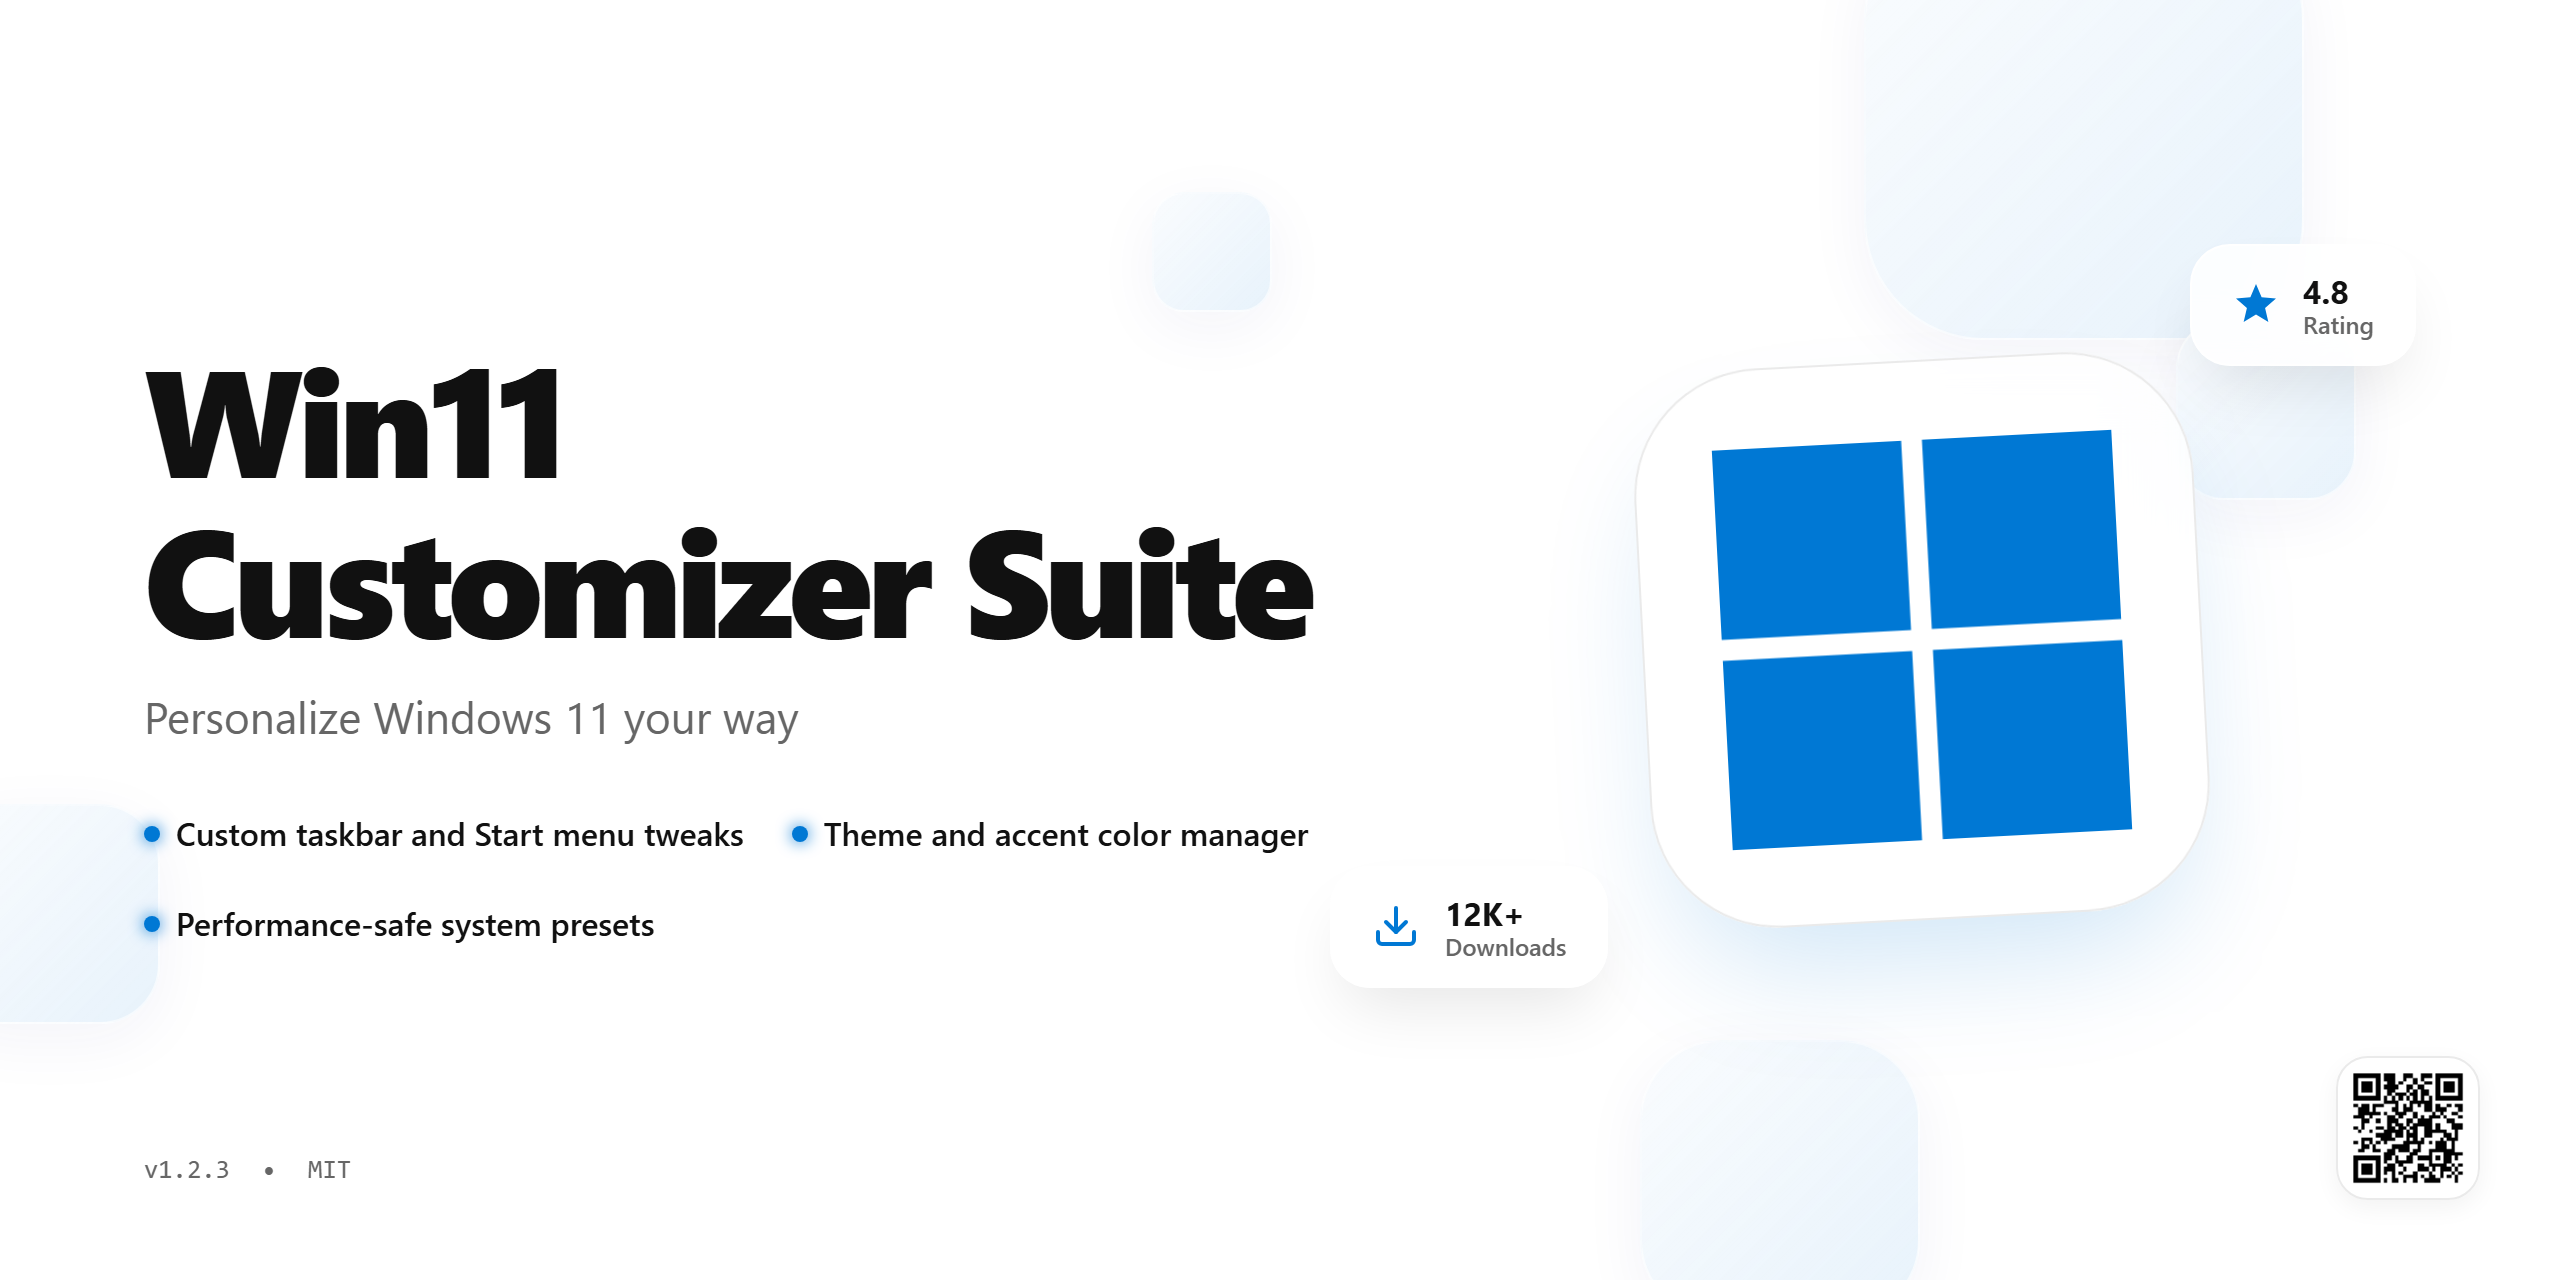 Win11
Customizer Suite
Personalize Windows 11 your way
Custom taskbar and Start menu tweaks
Theme and accent color manager
Performance-safe system presets
4.8
Rating
12K+
Downloads
v1.2.3 • MIT